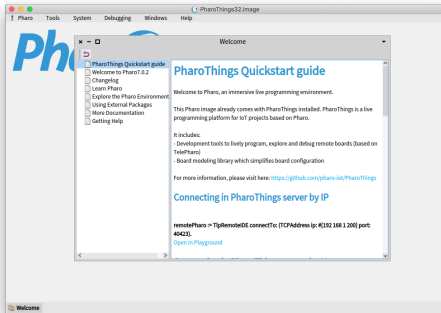 PharoThings32.image
Pharo Tools System Debugging Windows Help
Ph
Welcome
PharoThings Quickstart guide
Welcome to Pharo7.0.2
Changelog
Learn Pharo
Explore the Pharo Environment
Using External Packages
More Documentation
Getting Help
PharoThings Quickstart guide
Welcome to Pharo, an immersive live programming environment.
This Pharo image already comes with PharoThings installed. PharoThings is a live
programming platform for IoT projects based on Pharo.
It includes:
- Development tools to lively program, explore and debug remote boards (based on
TelePharo)
- Board modeling library which simplifies board configuration
For more information, please visit here: https://github.com/pharo-iot/PharoThings
Connecting in PharoThings server by IP
remotePharo := TlpRemoteIDE connectTo: (TCPAddress ip: #[192 168 1 200] port:
40423).
Open in Playground
Welcome